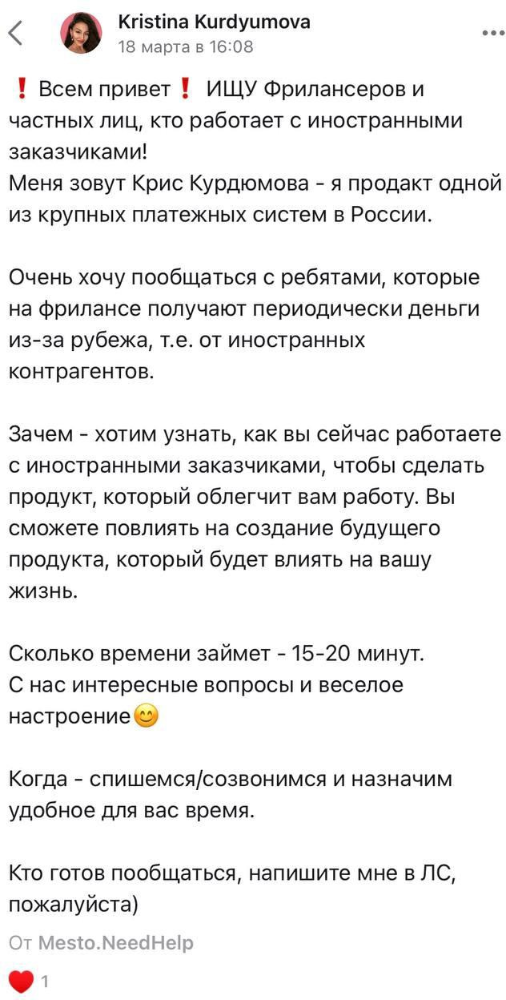 Kristina Kurdyumova
18 марта в 16:08
❗ Всем привет❗ ИЩУ Фрилансеров и
частных лиц, кто работает с иностранными
заказчиками!
Меня зовут Крис Курдюмова - я продакт одной
из крупных платежных систем в России.
Очень хочу пообщаться с ребятами, которые
на фрилансе получают периодически деньги
из-за рубежа, т.е. от иностранных
контрагентов.
Зачем - хотим узнать, как вы сейчас работаете
с иностранными заказчиками, чтобы сделать
продукт, который облегчит вам работу. Вы
сможете повлиять на создание будущего
продукта, который будет влиять на вашу
жизнь.
Сколько времени займет - 15-20 минут.
С нас интересные вопросы и веселое
настроение😊
Когда - спишемся/созвонимся и назначим
удобное для вас время.
Кто готов пообщаться, напишите мне в ЛС,
пожалуйста)
От Mesto.NeedHelp
❤️ 1